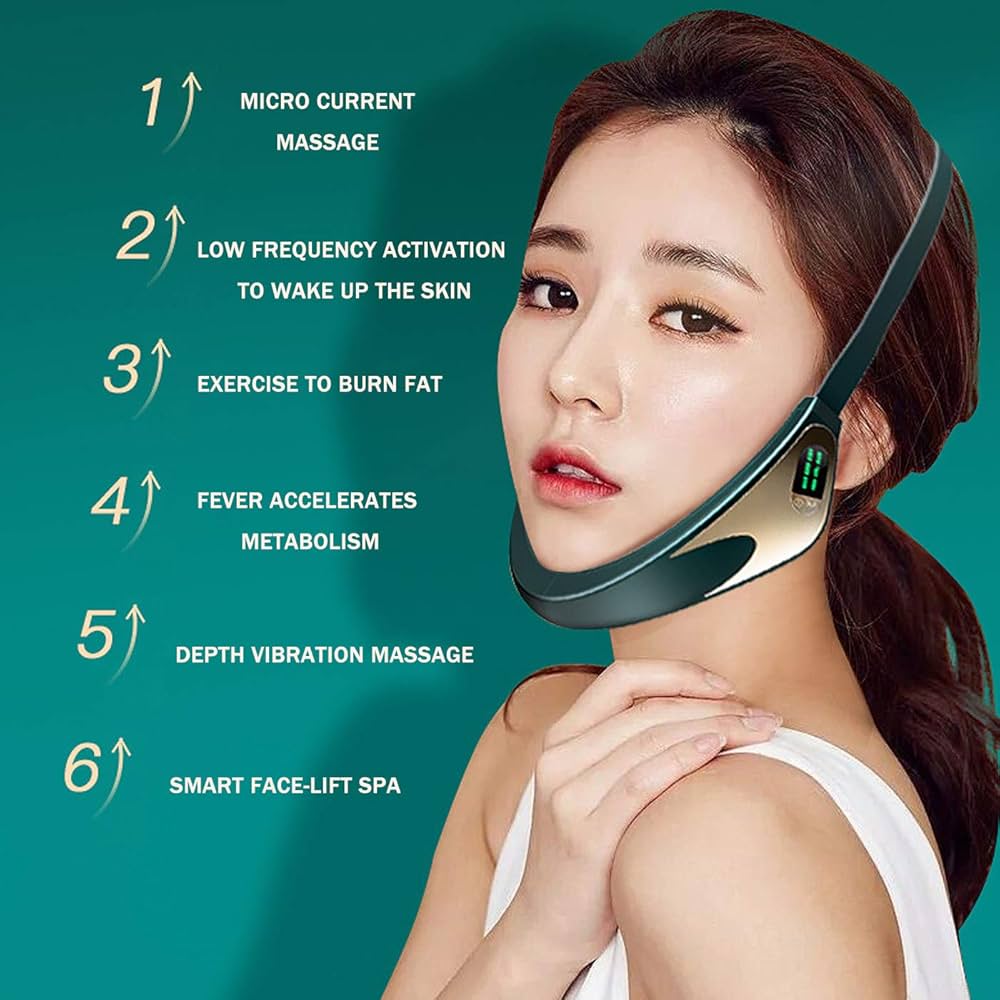 1
MICRO CURRENT
MASSAGE
2
LOW FREQUENCY ACTIVATION
TO WAKE UP THE SKIN
3
EXERCISE TO BURN FAT
4
FEVER ACCELERATES
METABOLISM
5
DEPTH VIBRATION MASSAGE
6
SMART FACE-LIFT SPA